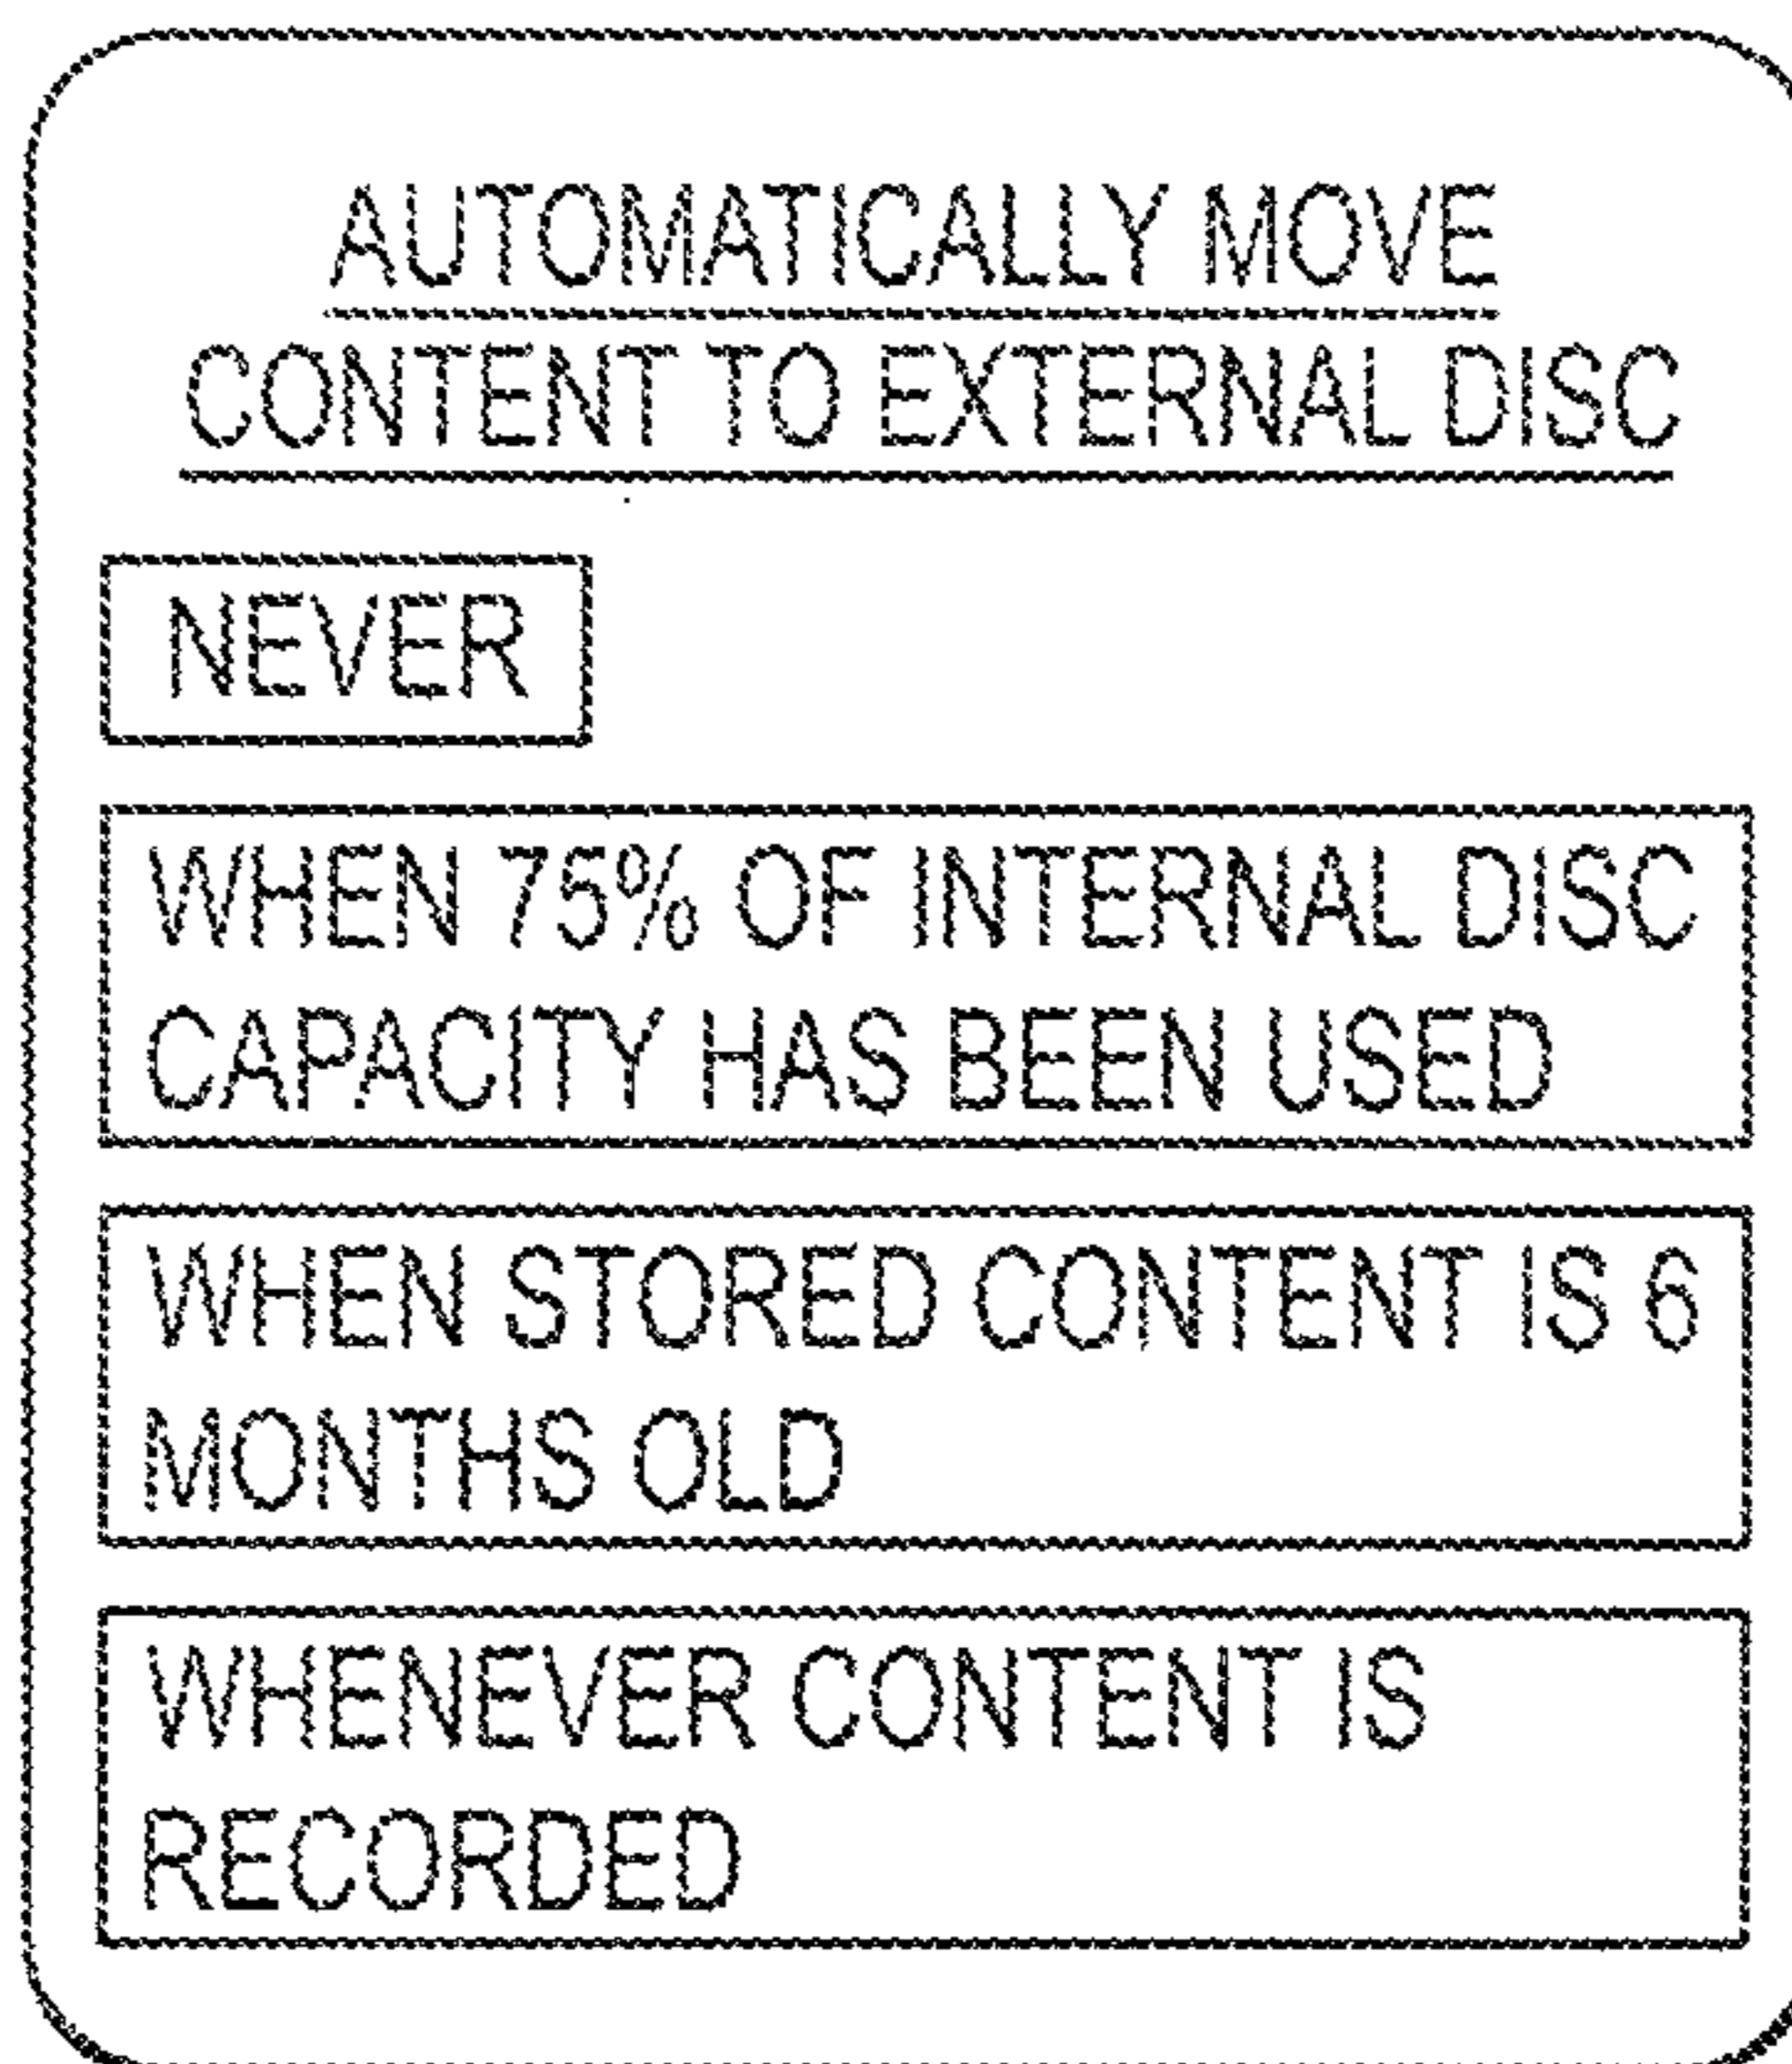 AUTOMATICALLY MOVE
CONTENT TO EXTERNAL DISC
NEVER
WHEN 75% OF INTERNAL DISC
CAPACITY HAS BEEN USED
WHEN STORED CONTENT IS 6
MONTHS OLD
WHENEVER CONTENT IS
RECORDED